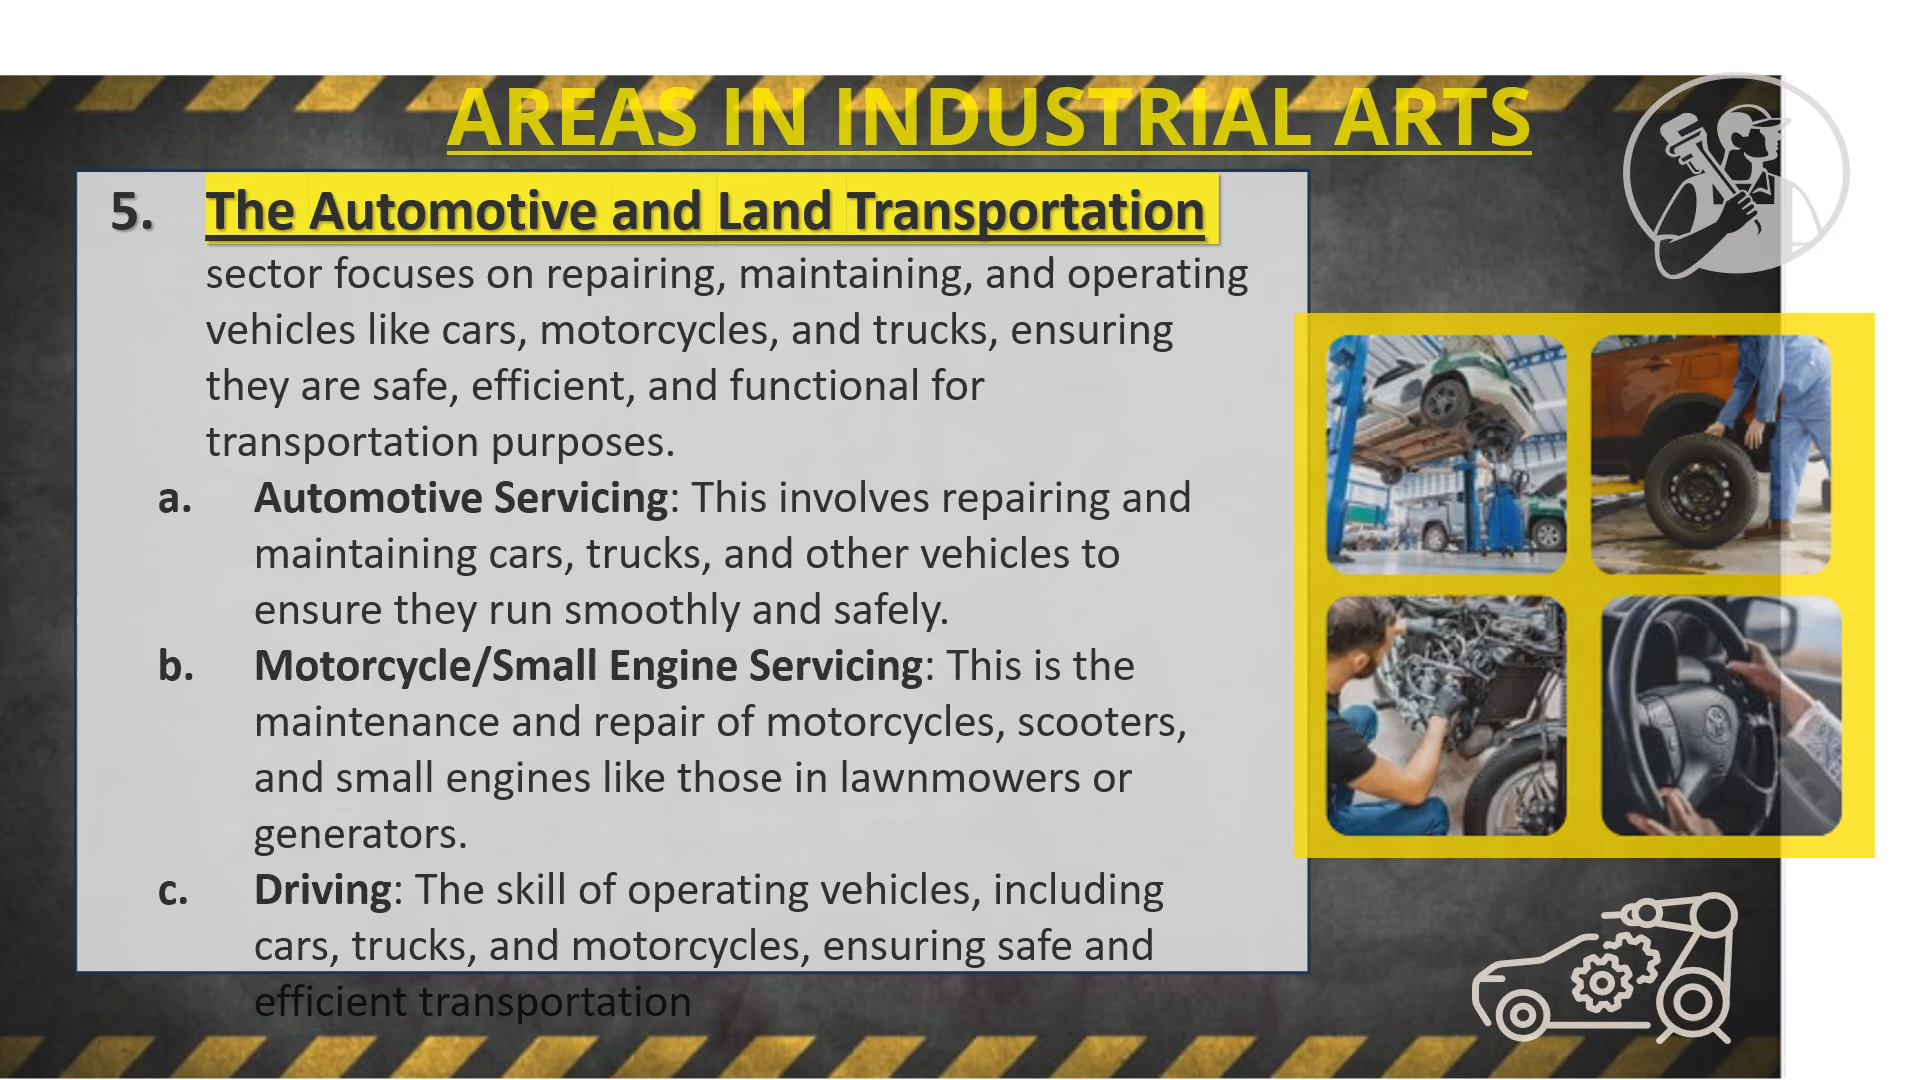 AREAS IN INDUSTRIAL ARTS
5. The Automotive and Land Transportation
sector focuses on repairing, maintaining, and operating
vehicles like cars, motorcycles, and trucks, ensuring
they are safe, efficient, and functional for
transportation purposes.
a. Automotive Servicing: This involves repairing and
maintaining cars, trucks, and other vehicles to
ensure they run smoothly and safely.
b. Motorcycle/Small Engine Servicing: This is the
maintenance and repair of motorcycles, scooters,
and small engines like those in lawnmowers or
generators.
c. Driving: The skill of operating vehicles, including
cars, trucks, and motorcycles, ensuring safe and
efficient transportation